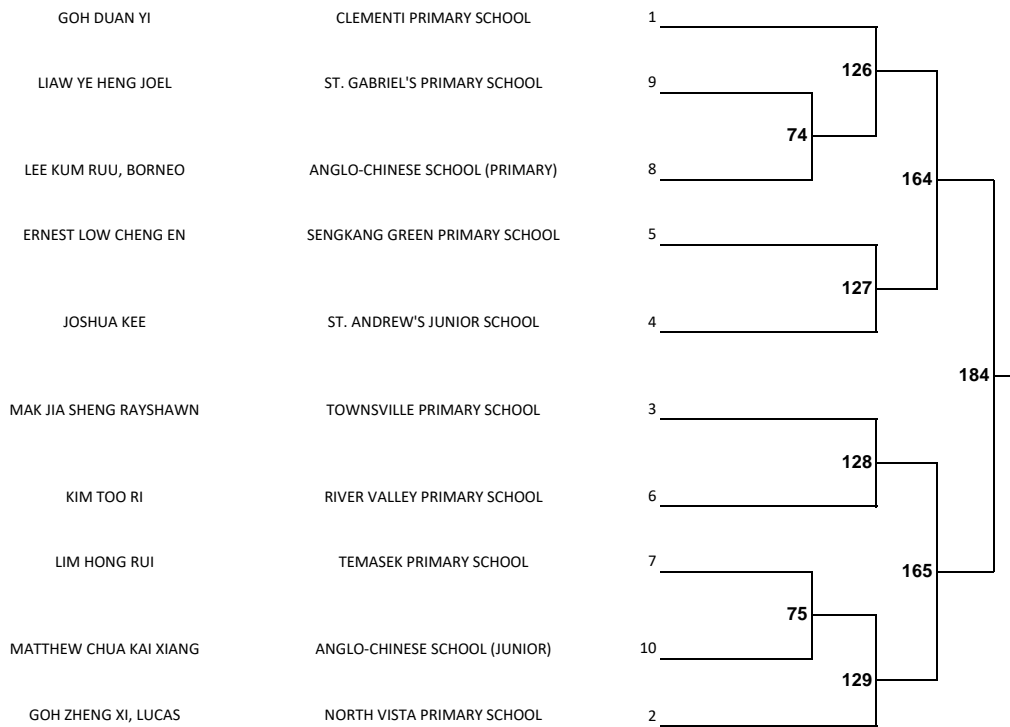 GOH DUAN YI CLEMENTI PRIMARY SCHOOL 1
126
LIAW YE HENG JOEL ST. GABRIEL'S PRIMARY SCHOOL 9
74
LEE KUM RUU, BORNEO ANGLO-CHINESE SCHOOL (PRIMARY) 8
164
ERNEST LOW CHENG EN SENGKANG GREEN PRIMARY SCHOOL 5
127
JOSHUA KEE ST. ANDREW'S JUNIOR SCHOOL 4
184
MAK JIA SHENG RAYSHAWN TOWNSVILLE PRIMARY SCHOOL 3
128
KIM TOO RI RIVER VALLEY PRIMARY SCHOOL 6
LIM HONG RUI TEMASEK PRIMARY SCHOOL 7
165
75
MATTHEW CHUA KAI XIANG ANGLO-CHINESE SCHOOL (JUNIOR) 10
129
GOH ZHENG XI, LUCAS NORTH VISTA PRIMARY SCHOOL 2